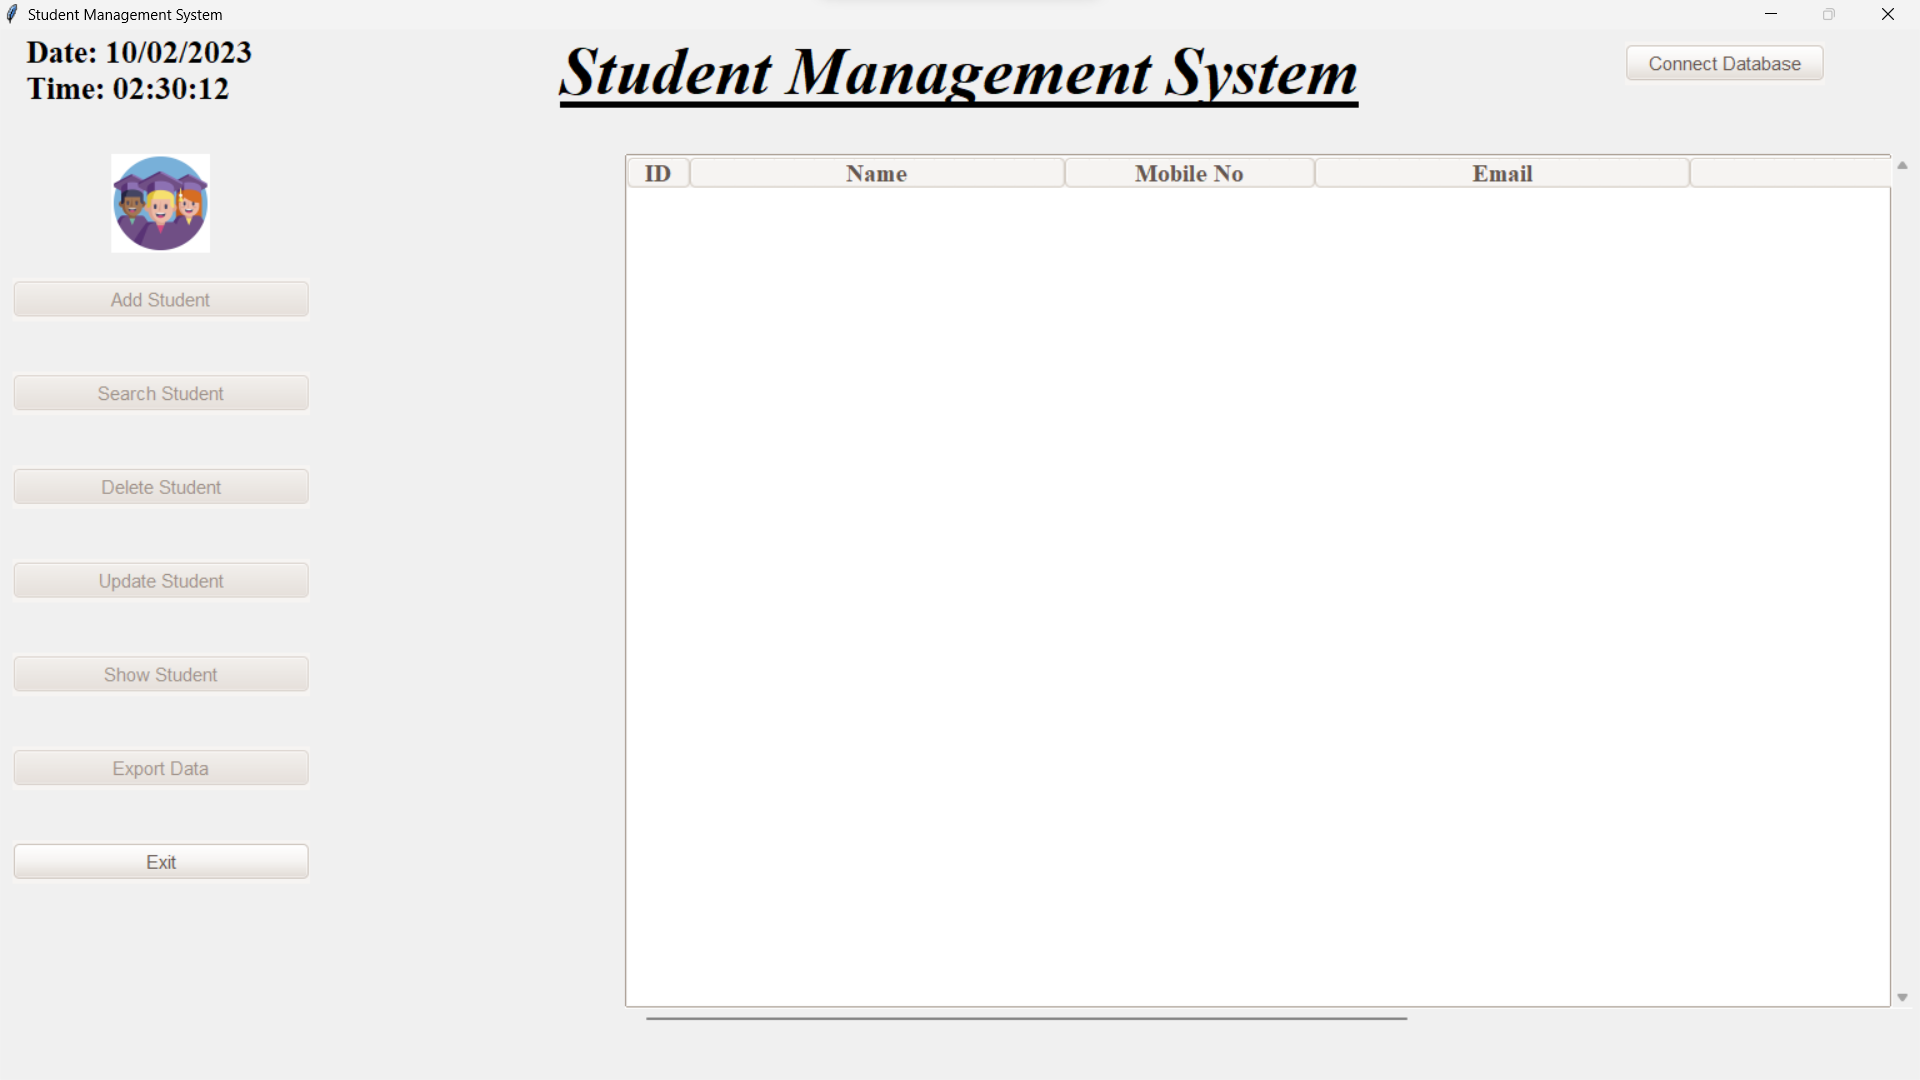 Student Management System
Date: 10/02/2023
Time: 02:30:12
Student Management System
Connect Database
ID Name Mobile No Email
Add Student
Search Student
Delete Student
Update Student
Show Student
Export Data
Exit